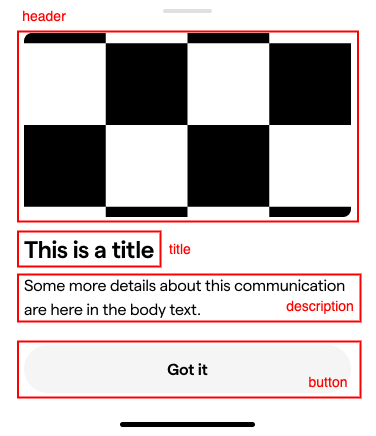 header
This is a title
title
Some more details about this communication
are here in the body text.
description
Got it
button